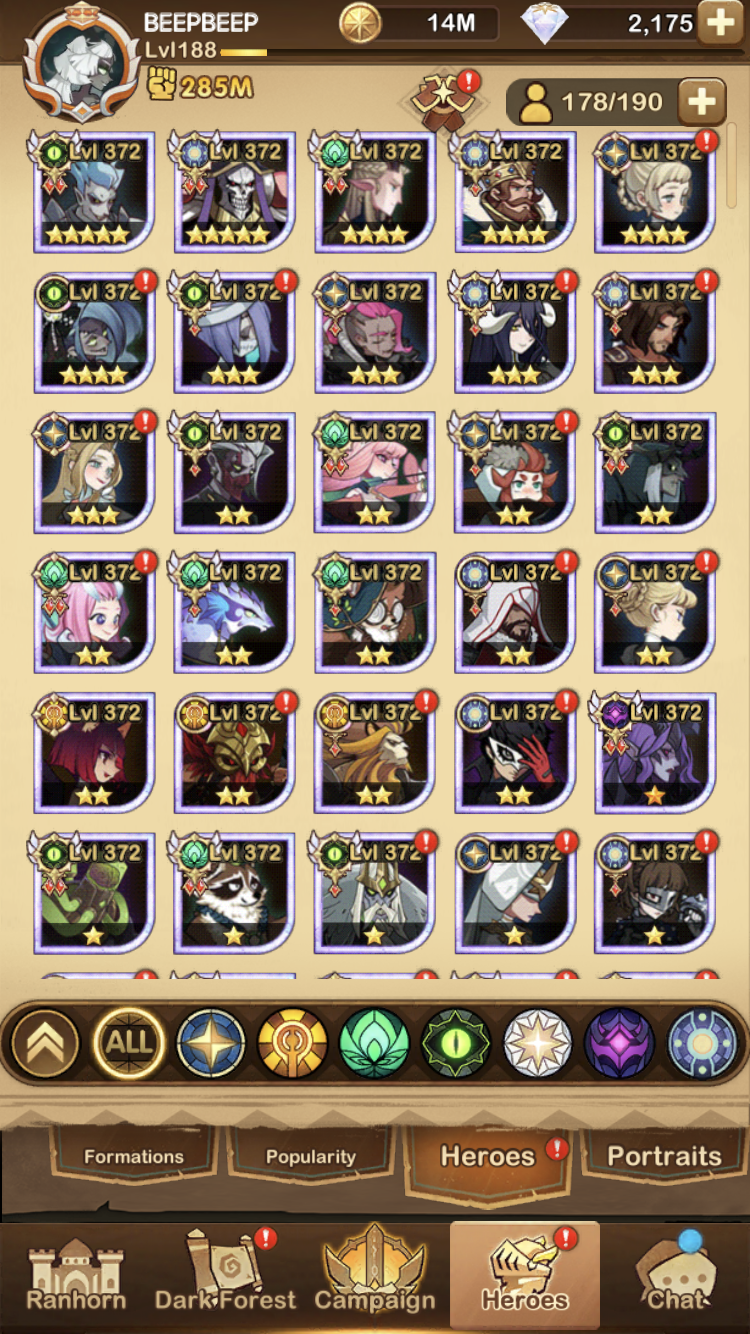 BEEPBEEP
14M
2,175
Lvl188
285M
178/190
Lvl 372 Lvl 372 Lvl 372 Lvl 372 Lvl 372
Lvl 372 Lvl 372 Lvl 372 Lvl 372 Lvl 372
Lvl 372 Lvl 372 Lvl 372 Lvl 372 Lvl 372
Lvl 372 Lvl 372 Lvl 372 Lvl 372 Lvl 372
Lvl 372 Lvl 372 Lvl 372 Lvl 372 Lvl 372
Lvl 372 Lvl 372 Lvl 372 Lvl 372 Lvl 372
ALL
Formations Popularity Heroes Portraits
Ranhorn Dark Forest Campaign Heroes Chat